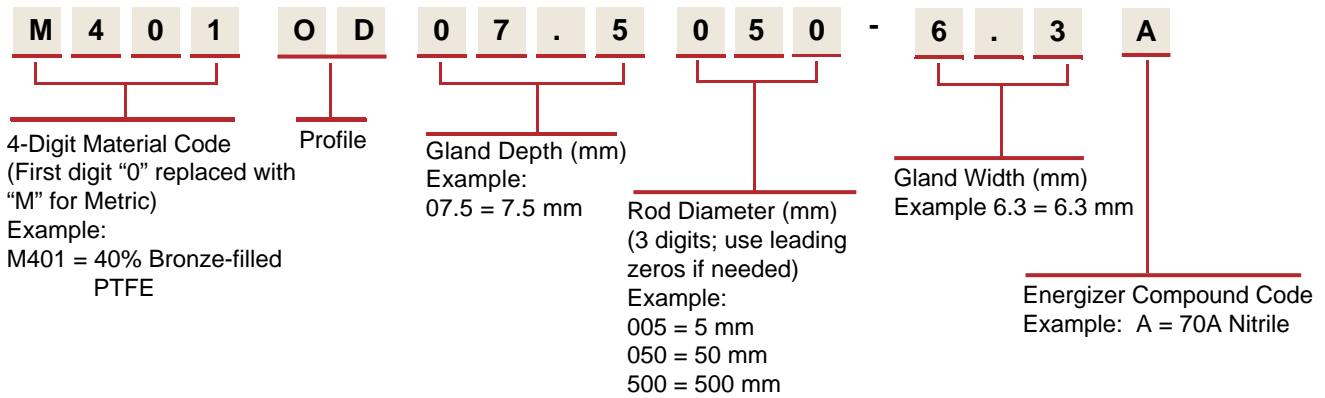 M 4 0 1 O D 0 7 . 5 0 5 0 - 6 . 3 A
4-Digit Material Code
(First digit “0” replaced with
“M” for Metric)
Example:
M401 = 40% Bronze-filled
PTFE
Profile
Gland Depth (mm)
Example:
07.5 = 7.5 mm
Rod Diameter (mm)
(3 digits; use leading
zeros if needed)
Example:
005 = 5 mm
050 = 50 mm
500 = 500 mm
Gland Width (mm)
Example 6.3 = 6.3 mm
Energizer Compound Code
Example: A = 70A Nitrile